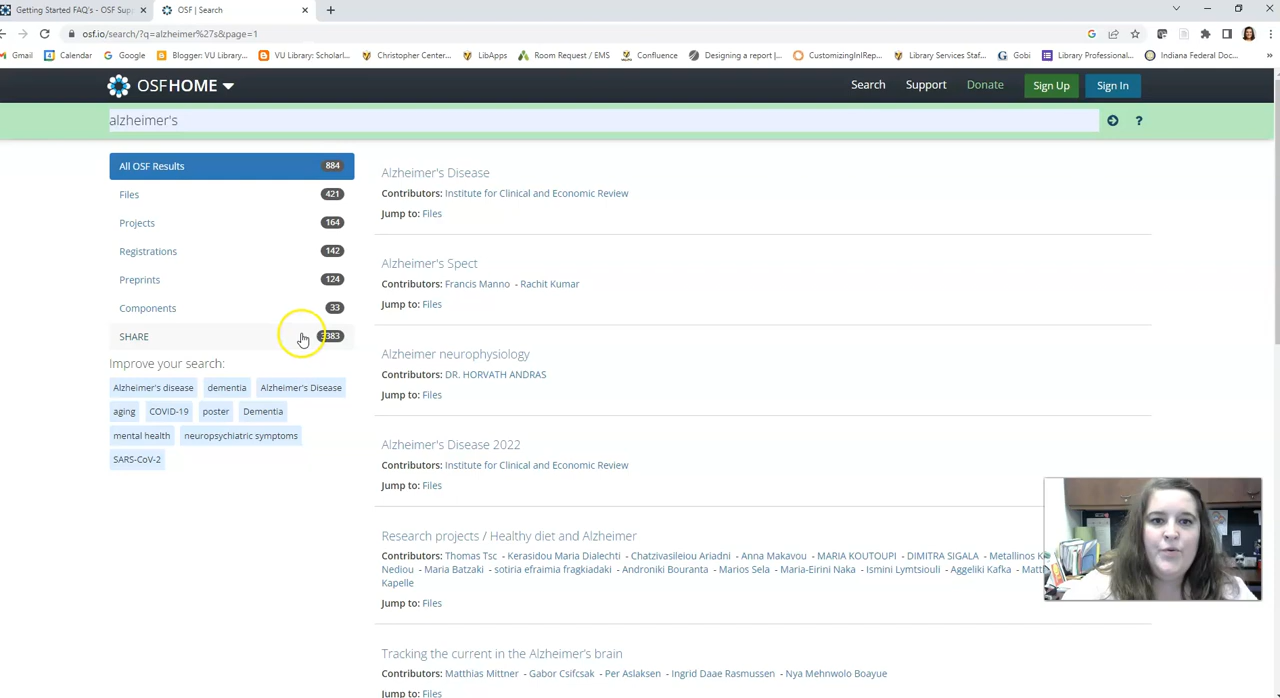 Getting Started FAQ's - OSF Supp
OSF | Search
osf.io/search/?q=alzheimer%27s&page=1
Gmail Calendar Google Blogger: VU Library:... VU Library: Scholarl... Christopher Center... LibApps Room Request / EMS Confluence Designing a report |... CustomizingInIRep... Library Services Staf... Gobi Library Professional... Indiana Federal Doc... »
OSFHOME Search Support Donate Sign Up Sign In
alzheimer's ?
All OSF Results 884
Files 421
Projects 164
Registrations 142
Preprints 124
Components 33
SHARE
Improve your search:
Alzheimer's disease dementia Alzheimer's Disease
aging COVID-19 poster Dementia
mental health neuropsychiatric symptoms
SARS-CoV-2
Alzheimer's Disease
Contributors: Institute for Clinical and Economic Review
Jump to: Files
Alzheimer's Spect
Contributors: Francis Manno - Rachit Kumar
Jump to: Files
Alzheimer neurophysiology
Contributors: DR. HORVATH ANDRAS
Jump to: Files
Alzheimer's Disease 2022
Contributors: Institute for Clinical and Economic Review
Jump to: Files
Research projects / Healthy diet and Alzheimer
Contributors: Thomas Tsc - Kerasidou Maria Dialechti - Chatzivasileiou Ariadni - Anna Makavou - MARIA KOUTOUPI - DIMITRA SIGALA - Metallinos K
Nediou - Maria Batzaki - sotiria efraimia fragkiadaki - Androniki Bouranta - Marios Sela - Maria-Eirini Naka - Ismini Lymtsiouli - Aggeliki Kafka - Matt
Kapelle
Jump to: Files
Tracking the current in the Alzheimer's brain
Contributors: Matthias Mittner - Gabor Csifcsak - Per Aslaksen - Ingrid Daae Rasmussen - Nya Mehnwolo Boayue
Jump to: Files